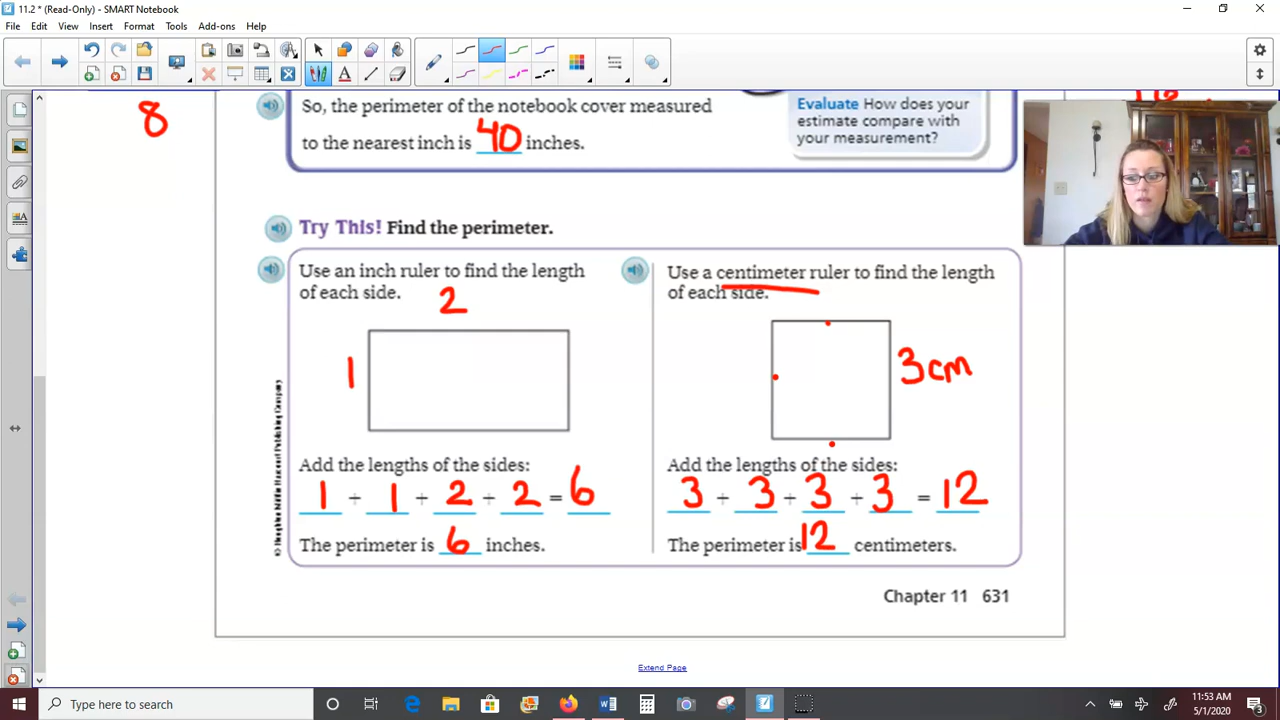 11.2 * (Read-Only) - SMART Notebook
File Edit View Insert Format Tools Add-ons Help
8
So, the perimeter of the notebook cover measured
to the nearest inch is 40 inches.
Evaluate How does your
estimate compare with
your measurement?
Try This! Find the perimeter.
Use an inch ruler to find the length
of each side.
2
1
Add the lengths of the sides:
1 + 1 + 2 + 2 = 6
The perimeter is 6 inches.
Use a centimeter ruler to find the length
of each side.
3cm
Add the lengths of the sides:
3 + 3 + 3 + 3 = 12
The perimeter is 12 centimeters.
© Houghton Mifflin Harcourt Publishing Company
Chapter 11 631
Extend Page
Type here to search
11:53 AM
5/1/2020
3